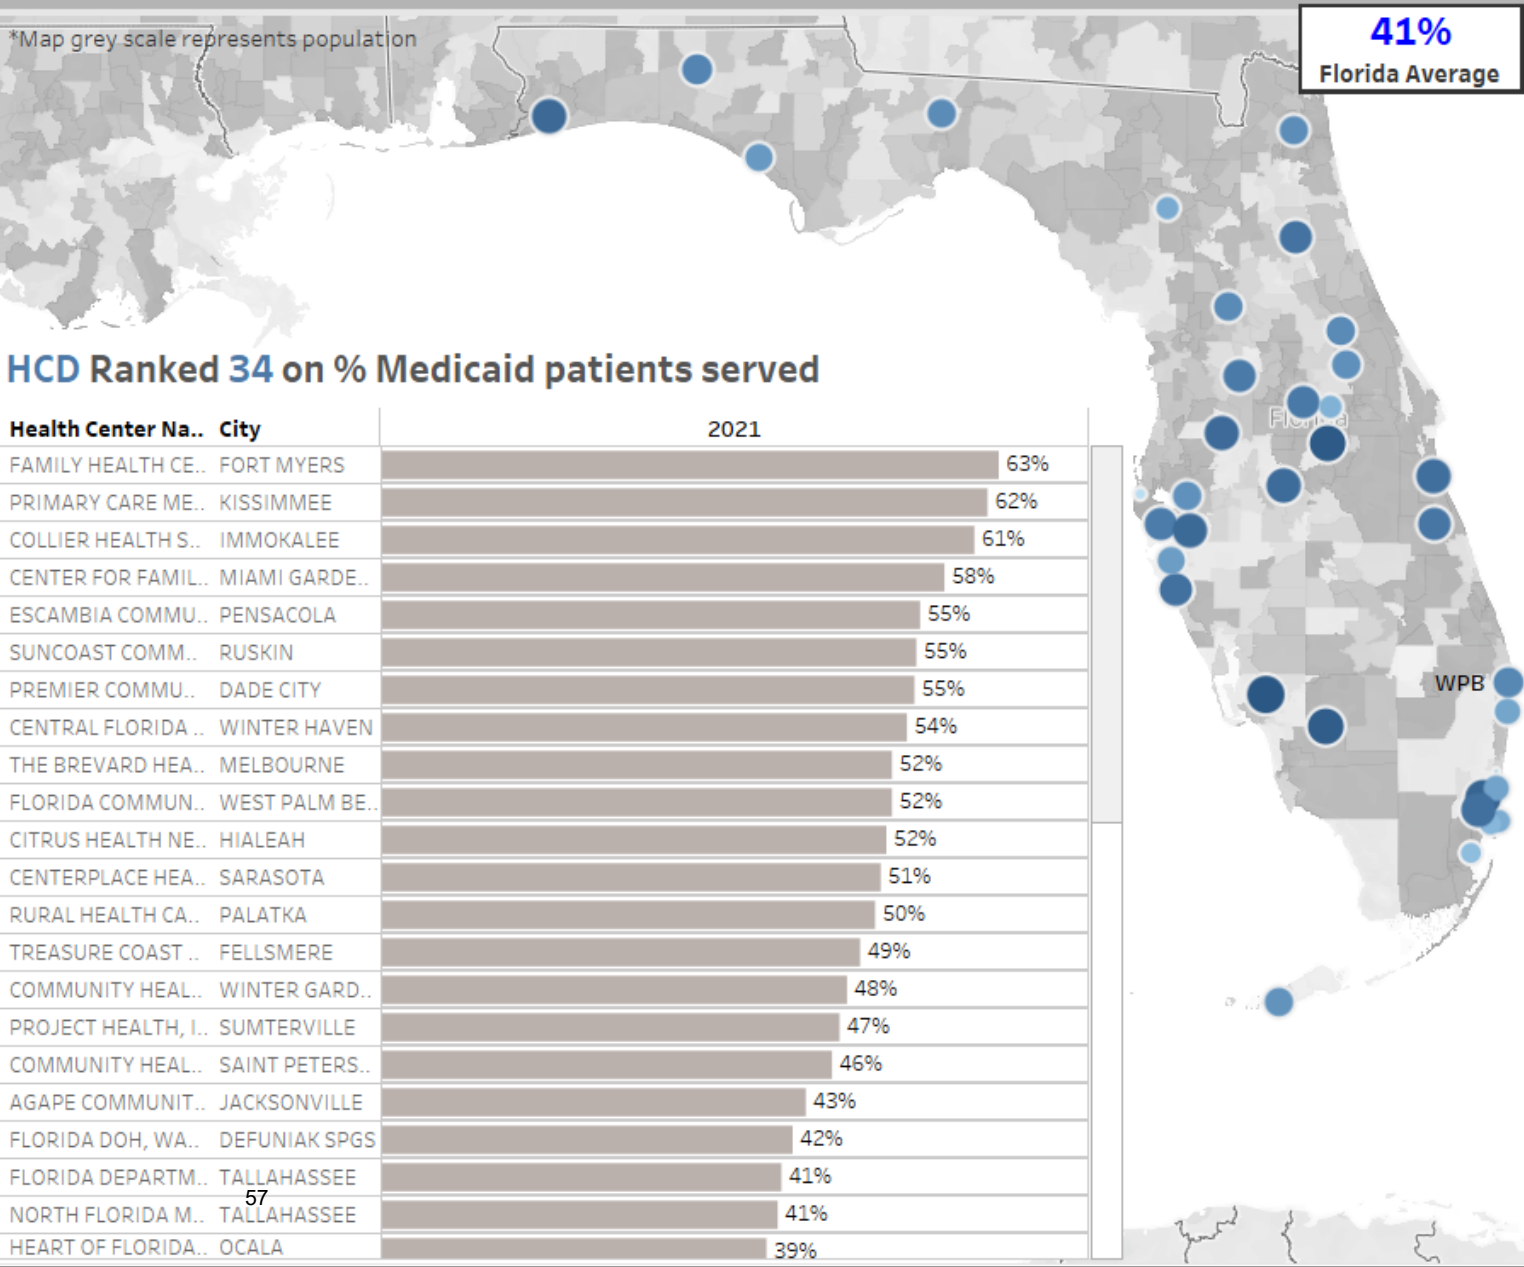 *Map grey scale represents population
41%
Florida Average
HCD Ranked 34 on % Medicaid patients served
Health Center Na.. City 2021
FAMILY HEALTH CE.. FORT MYERS 63%
PRIMARY CARE ME.. KISSIMMEE 62%
COLLIER HEALTH S.. IMMOKALEE 61%
CENTER FOR FAMIL.. MIAMI GARDE.. 58%
ESCAMBIA COMMU.. PENSACOLA 55%
SUNCOAST COMM.. RUSKIN 55%
PREMIER COMMU.. DADE CITY 55%
CENTRAL FLORIDA .. WINTER HAVEN 54%
THE BREVARD HEA.. MELBOURNE 52%
FLORIDA COMMUN.. WEST PALM BE.. 52%
CITRUS HEALTH NE.. HIALEAH 52%
CENTERPLACE HEA.. SARASOTA 51%
RURAL HEALTH CA.. PALATKA 50%
TREASURE COAST .. FELLSMERE 49%
COMMUNITY HEAL.. WINTER GARD.. 48%
PROJECT HEALTH, I.. SUMTERVILLE 47%
COMMUNITY HEAL.. SAINT PETERS.. 46%
AGAPE COMMUNIT.. JACKSONVILLE 43%
FLORIDA DOH, WA.. DEFUNIAK SPGS 42%
FLORIDA DEPARTM.. TALLAHASSEE 41%
57
NORTH FLORIDA M.. TALLAHASSEE 41%
HEART OF FLORIDA.. OCALA 39%
Florida
WPB